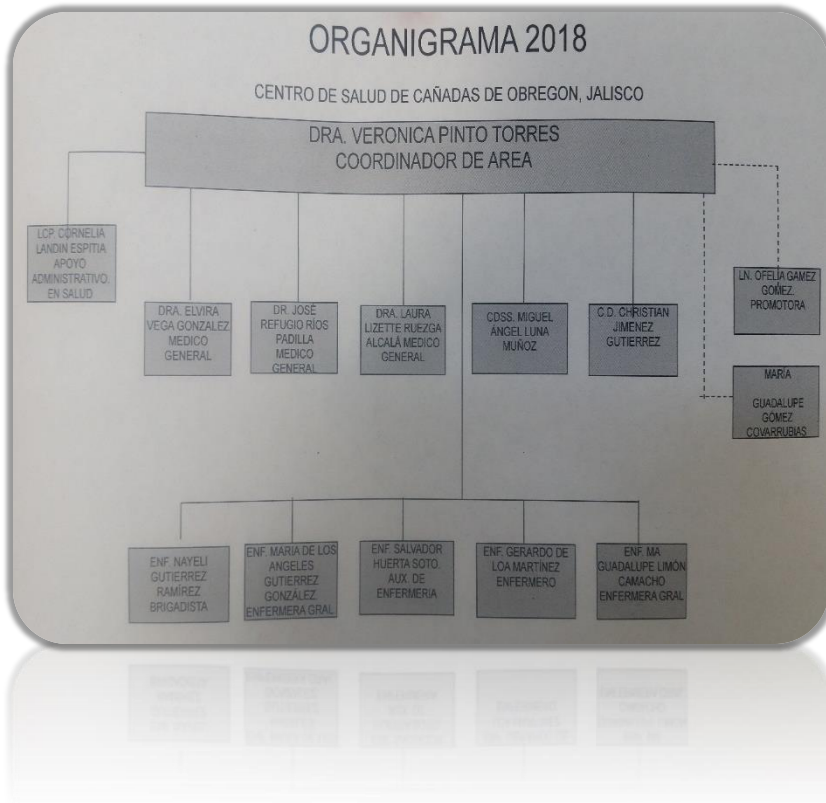 ORGANIGRAMA 2018
CENTRO DE SALUD DE CAÑADAS DE OBREGON, JALISCO
DRA. VERONICA PINTO TORRES
COORDINADOR DE AREA
LCP. CORNELIA
LANDIN ESPITIA
APOYO
ADMINISTRATIVO.
EN SALUD
DRA. ELVIRA
VEGA GONZALEZ
MEDICO
GENERAL
DR. JOSÉ
REFUGIO RÍOS
PADILLA
MEDICO
GENERAL
DRA. LAURA
LIZETTE RUEZGA
ALCALÁ MEDICO
GENERAL
CDSS. MIGUEL
ÁNGEL LUNA
MUÑOZ
C.D. CHRISTIAN
JIMENEZ
GUTIERREZ
LN. OFELIA GAMEZ
GOMEZ.
PROMOTORA
MARÍA
GUADALUPE
GÓMEZ
COVARRUBIAS
ENF. NAYELI
GUTIERREZ
RAMÍREZ
BRIGADISTA
ENF. MARIA DE LOS
ANGELES
GUTIERREZ
GONZÁLEZ.
ENFERMERA GRAL
ENF. SALVADOR
HUERTA SOTO.
AUX. DE
ENFERMERIA
ENF. GERARDO DE
LOA MARTÍNEZ
ENFERMERO
ENF. MA
GUADALUPE LIMÓN
CAMACHO
ENFERMERA GRAL